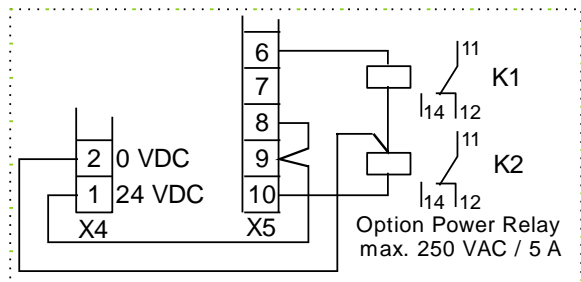 6
11
7
K1
14 12
8
11
2 0 VDC
9
K2
1 24 VDC
10
14 12
X4
X5
Option Power Relay
max. 250 VAC / 5 A